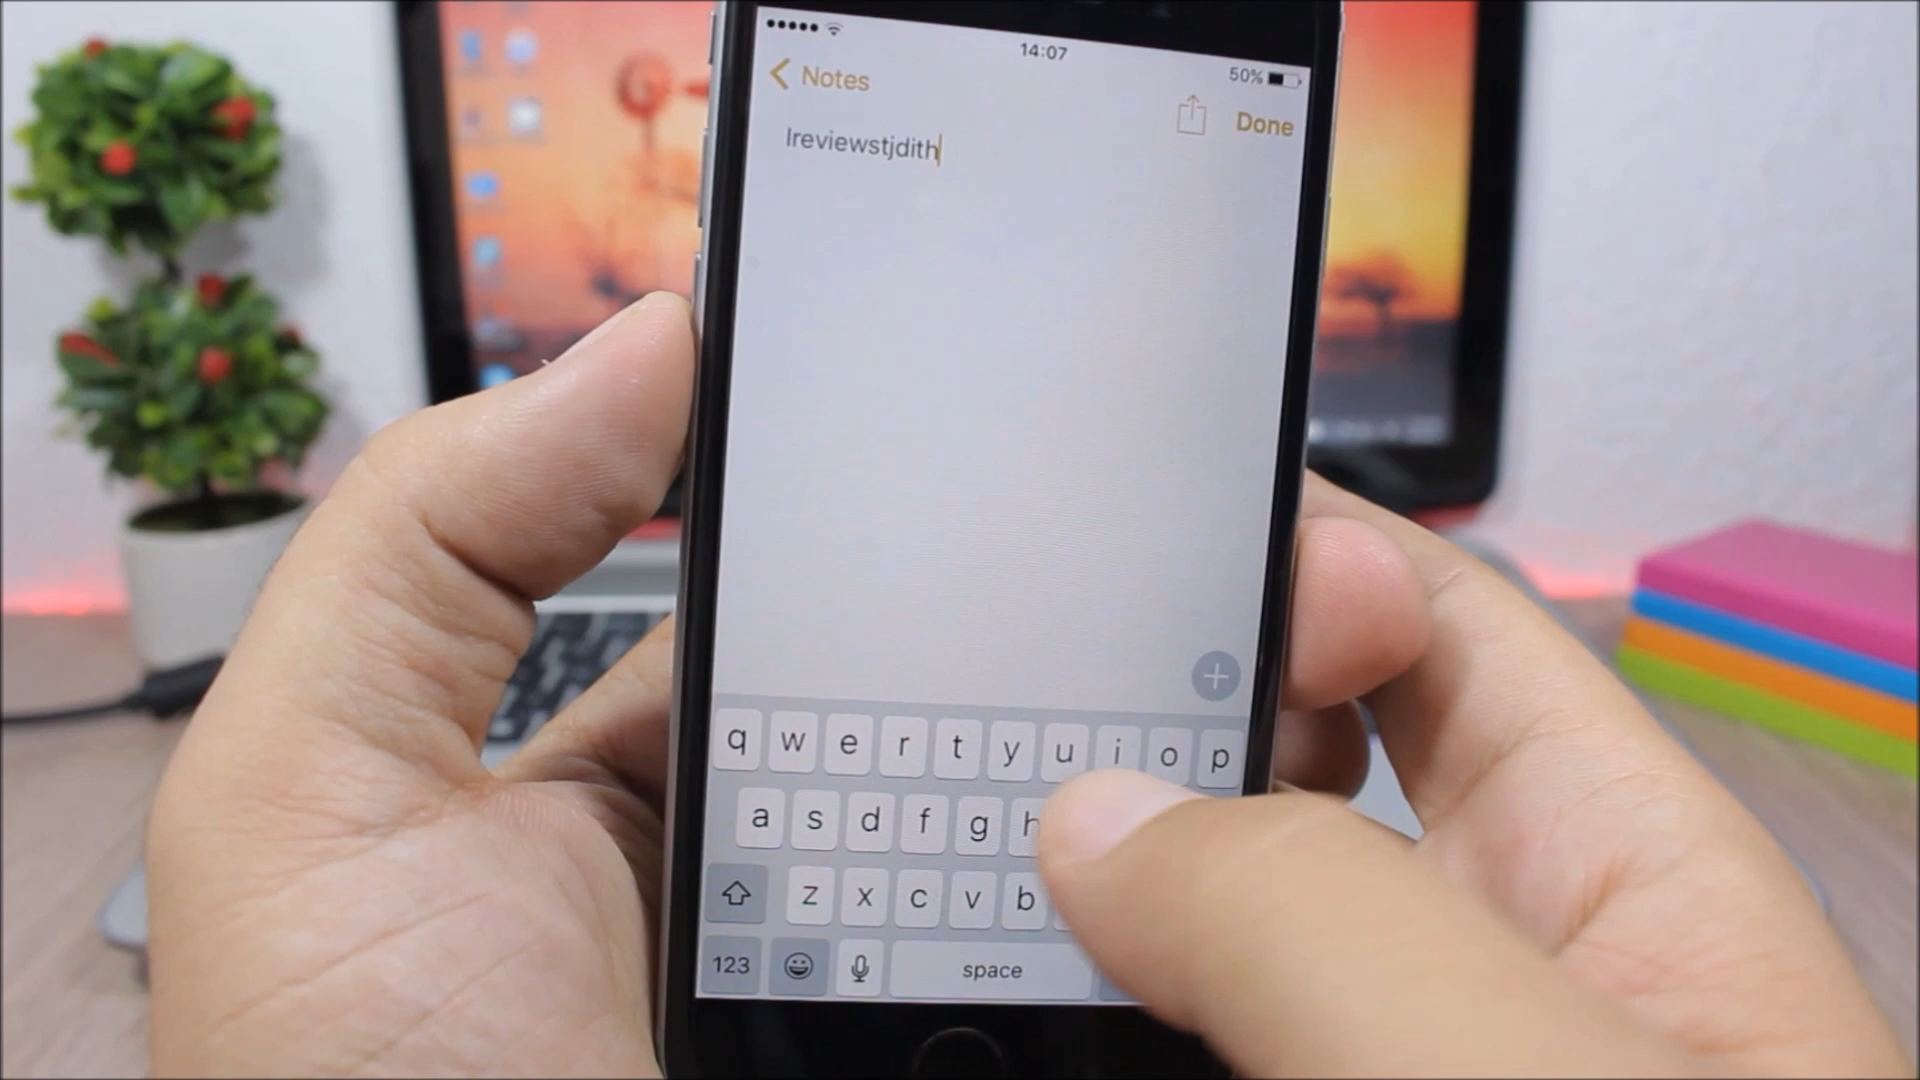 14:07
50%
Notes
Done
Ireviewstjdith
q w e r t y u i o p
a s d f g h
z x c v b
123 space